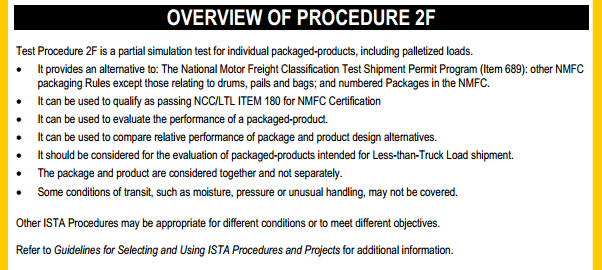 OVERVIEW OF PROCEDURE 2F
Test Procedure 2F is a partial simulation test for individual packaged-products, including palletized loads.
• It provides an alternative to: The National Motor Freight Classification Test Shipment Permit Program (Item 689): other NMFC
packaging Rules except those relating to drums, pails and bags; and numbered Packages in the NMFC.
• It can be used to qualify as passing NCC/LTL ITEM 180 for NMFC Certification
• It can be used to evaluate the performance of a packaged-product.
• It can be used to compare relative performance of package and product design alternatives.
• It should be considered for the evaluation of packaged-products intended for Less-than-Truck Load shipment.
• The package and product are considered together and not separately.
• Some conditions of transit, such as moisture, pressure or unusual handling, may not be covered.
Other ISTA Procedures may be appropriate for different conditions or to meet different objectives.
Refer to Guidelines for Selecting and Using ISTA Procedures and Projects for additional information.